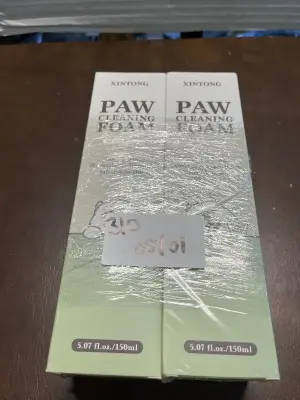 XINTONG
PAW
CLEANING
FOAM
5.07 fl.oz./150ml
XINTONG
PAW
CLEANING
FOAM
5.07 fl.oz./150ml